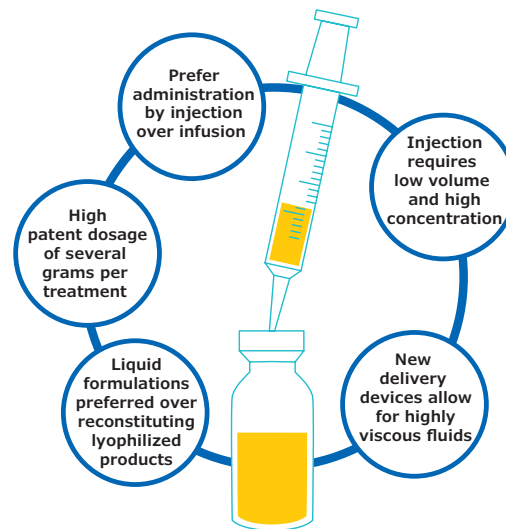 Prefer
administration
by injection
over infusion
Injection
requires
low volume
and high
concentration
New
delivery
devices allow
for highly
viscous fluids
Liquid
formulations
preferred over
reconstituting
lyophilized
products
High
patent dosage
of several
grams per
treatment